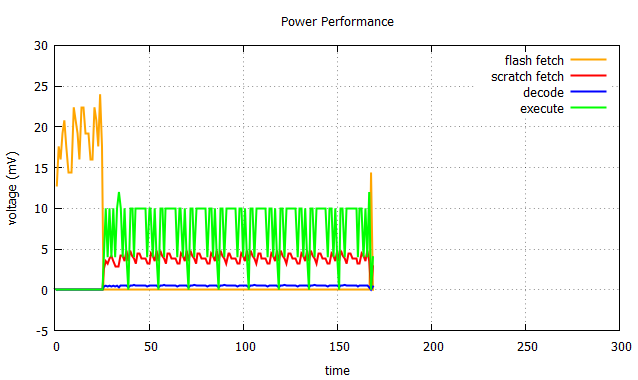 Power Performance
30
25
20
15
10
5
0
-5
voltage (mV)
flash fetch
scratch fetch
decode
execute
0 50 100 150 200 250 300
time